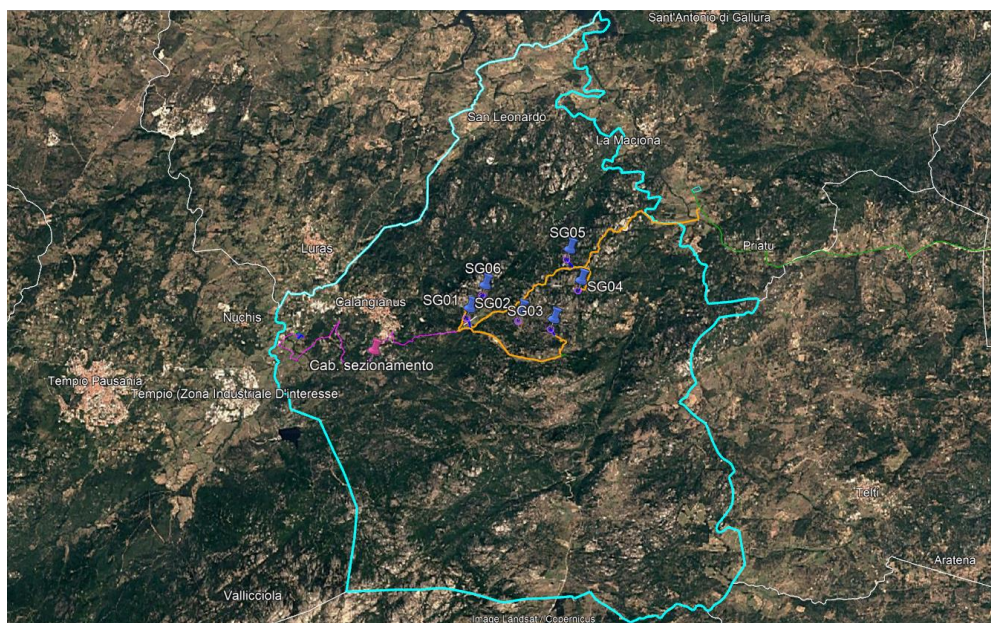 Sant'Antonio di Gallura
San Leonardo
La Maciona
SG05
Priatu
Luras
SG06
SG04
SG01
SG02
Calangianus
SG03
Nuchis
Cab. sezionamento
Tempio Pausania
Tempio (Zona Industriale D'interesse
Telti
Aratena
Vallicciola
Image Landsat / Copernicus